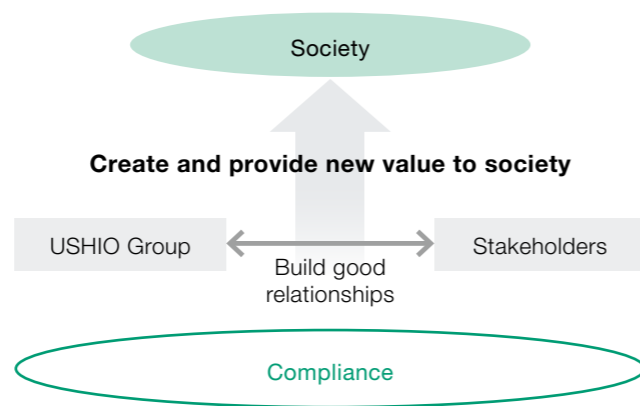 Society
Create and provide new value to society
USHIO Group
Stakeholders
Build good
relationships
Compliance